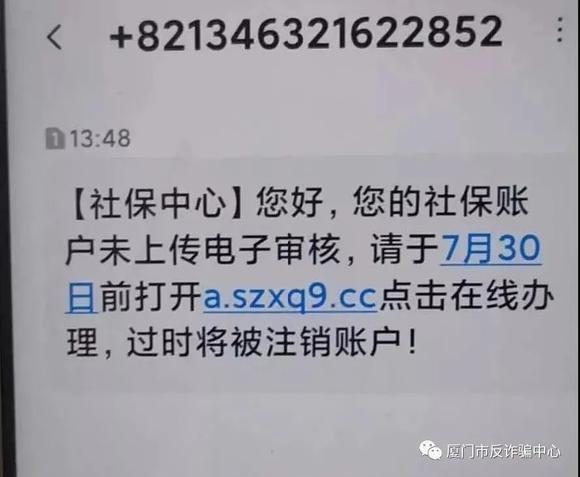 +821346321622852
1 13:48
【社保中心】您好，您的社保账
户未上传电子审核，请于7月30
日前打开a.szxq9.cc点击在线办
理，过时将被注销账户！
厦门市反诈骗中心